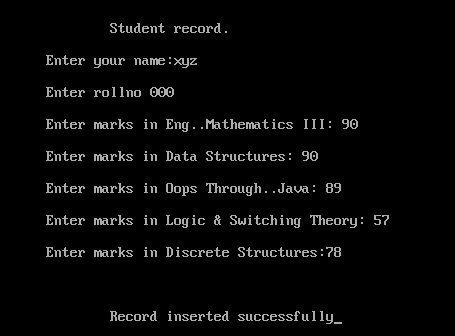 Student record.
Enter your name:xyz
Enter rollno 000
Enter marks in Eng..Mathematics III: 90
Enter marks in Data Structures: 90
Enter marks in Oops Through..Java: 89
Enter marks in Logic & Switching Theory: 57
Enter marks in Discrete Structures:78
Record inserted successfully_